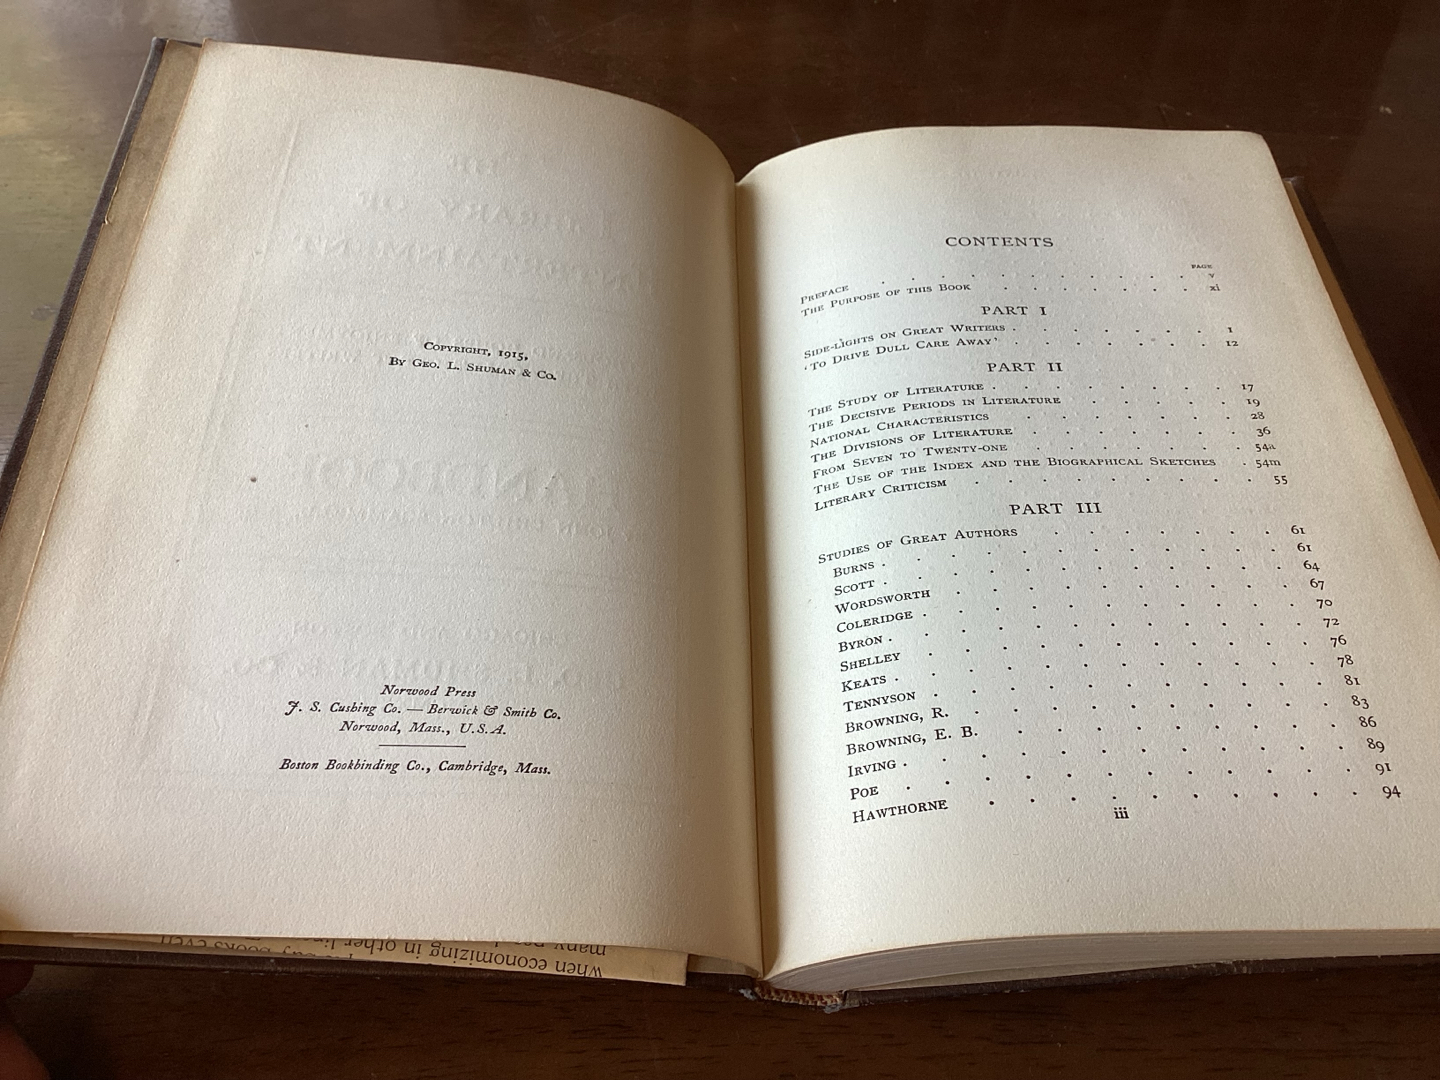 COPYRIGHT, 1915,
BY GEO. L. SHUMAN & CO.
Norwood Press
J. S. Cushing Co. — Berwick & Smith Co.
Norwood, Mass., U.S.A.
Boston Bookbinding Co., Cambridge, Mass.
when economizing in other
many
books even
CONTENTS
PAGE
PREFACE . . . . . . . . . . v
THE PURPOSE OF THIS BOOK . . . . . . . xi
PART I
SIDE-LIGHTS ON GREAT WRITERS . . . . . . . 1
‘TO DRIVE DULL CARE AWAY’ . . . . . . . 12
PART II
THE STUDY OF LITERATURE . . . . . . . 17
THE DECISIVE PERIODS IN LITERATURE . . . . . 19
NATIONAL CHARACTERISTICS . . . . . . 28
THE DIVISIONS OF LITERATURE . . . . . . 36
FROM SEVEN TO TWENTY-ONE . . . . . . 54a
THE USE OF THE INDEX AND THE BIOGRAPHICAL SKETCHES . 54m
LITERARY CRITICISM . . . . . . . . 55
PART III
STUDIES OF GREAT AUTHORS . . . . . . . 61
BURNS . . . . . . . . . . 61
SCOTT . . . . . . . . . . 64
WORDSWORTH . . . . . . . . . 67
COLERIDGE . . . . . . . . . . 70
BYRON . . . . . . . . . . . 72
SHELLEY . . . . . . . . . . 76
KEATS . . . . . . . . . . . 78
TENNYSON . . . . . . . . . . 81
BROWNING, R. . . . . . . . . . 83
BROWNING, E. B. . . . . . . . . 86
IRVING . . . . . . . . . . . 89
POE . . . . . . . . . . . 91
HAWTHORNE . . . . . . . . . . 94
iii